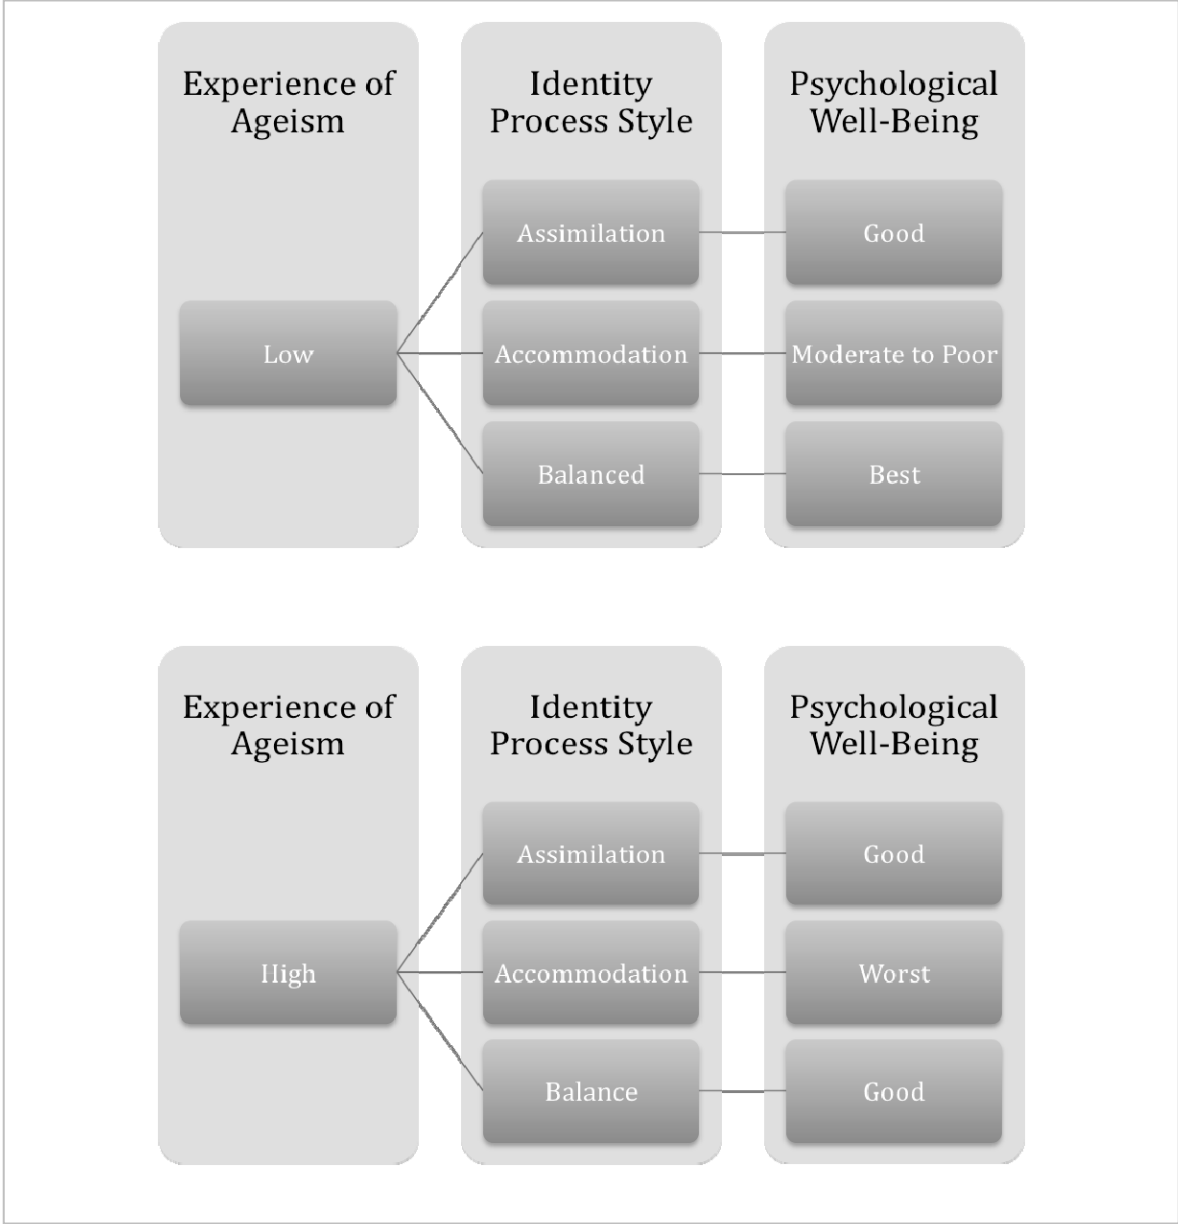 Experience of
Ageism
Identity
Process Style
Psychological
Well-Being
Low
Assimilation
Good
Accommodation
Moderate to Poor
Balanced
Best
Experience of
Ageism
Identity
Process Style
Psychological
Well-Being
High
Assimilation
Good
Accommodation
Worst
Balance
Good